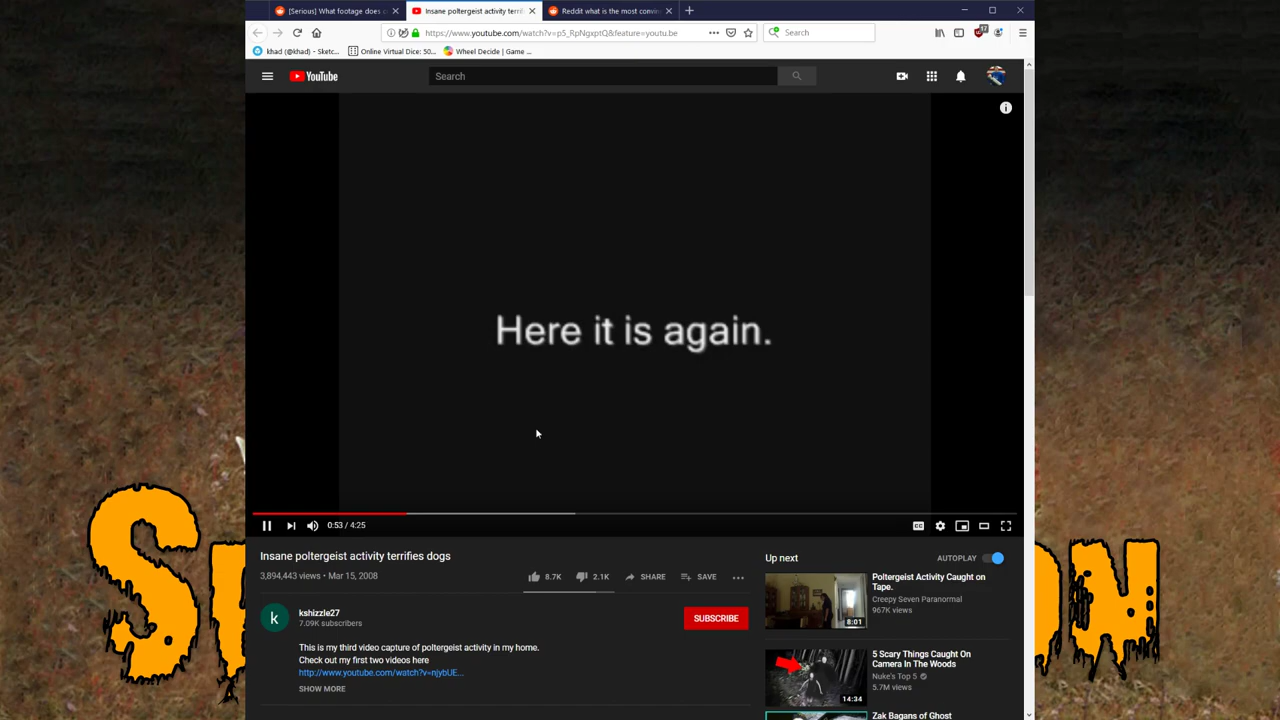 [Serious] What footage does c
Insane poltergeist activity terrifi
Reddit what is the most convin
https://www.youtube.com/watch?v=p5_RpNgxptQ&feature=youtu.be
Search
17
khad (@khad) - Sketc...
Online Virtual Dice: 50...
Wheel Decide | Game ...
YouTube
Search
Here it is again.
0:53 / 4:25
CC
Insane poltergeist activity terrifies dogs
3,894,443 views • Mar 15, 2008
8.7K
2.1K
SHARE
SAVE
k
kshizzle27
7.09K subscribers
SUBSCRIBE
This is my third video capture of poltergeist activity in my home.
Check out my first two videos here
http://www.youtube.com/watch?v=njybUE...
SHOW MORE
Up next
AUTOPLAY
Poltergeist Activity Caught on
Tape.
Creepy Seven Paranormal
967K views
8:01
5 Scary Things Caught On
Camera In The Woods
Nuke's Top 5
5.7M views
14:34
Zak Bagans of Ghost